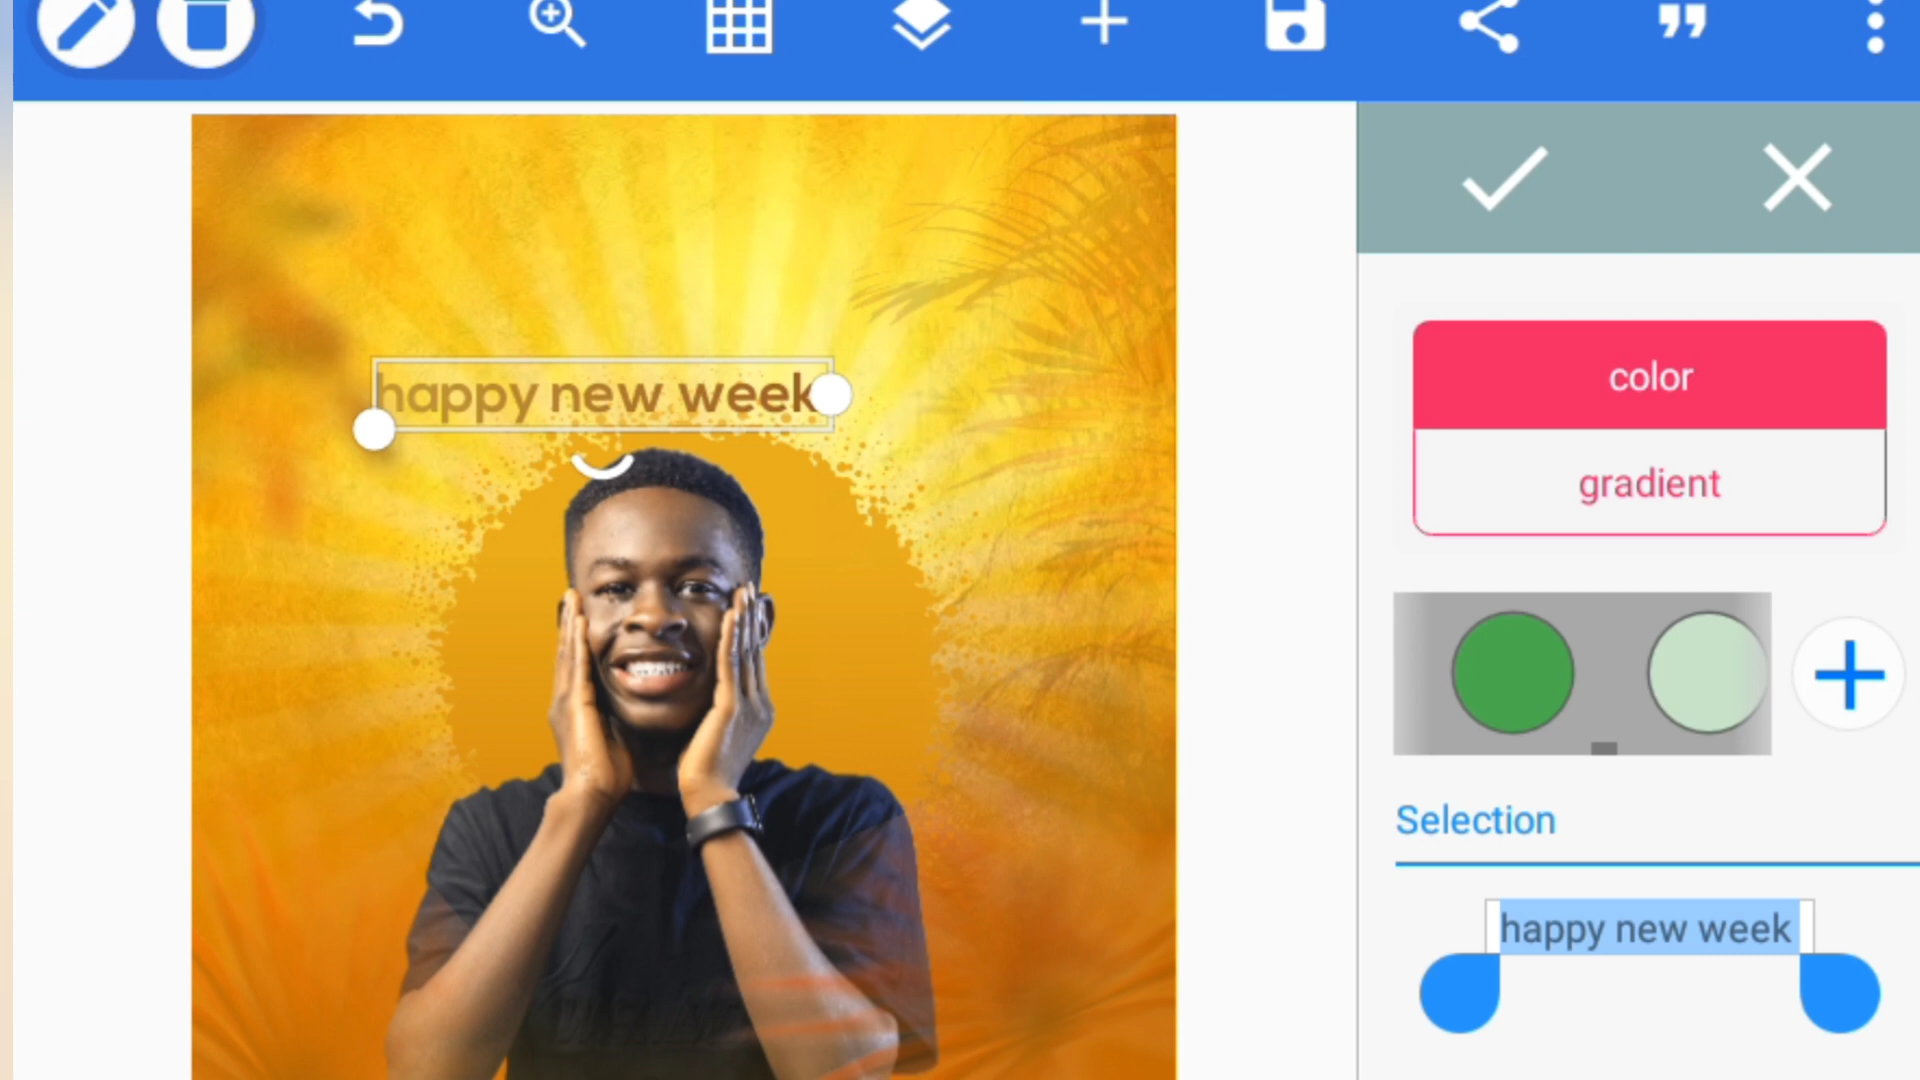 happy new week
color
gradient
Selection
happy new week